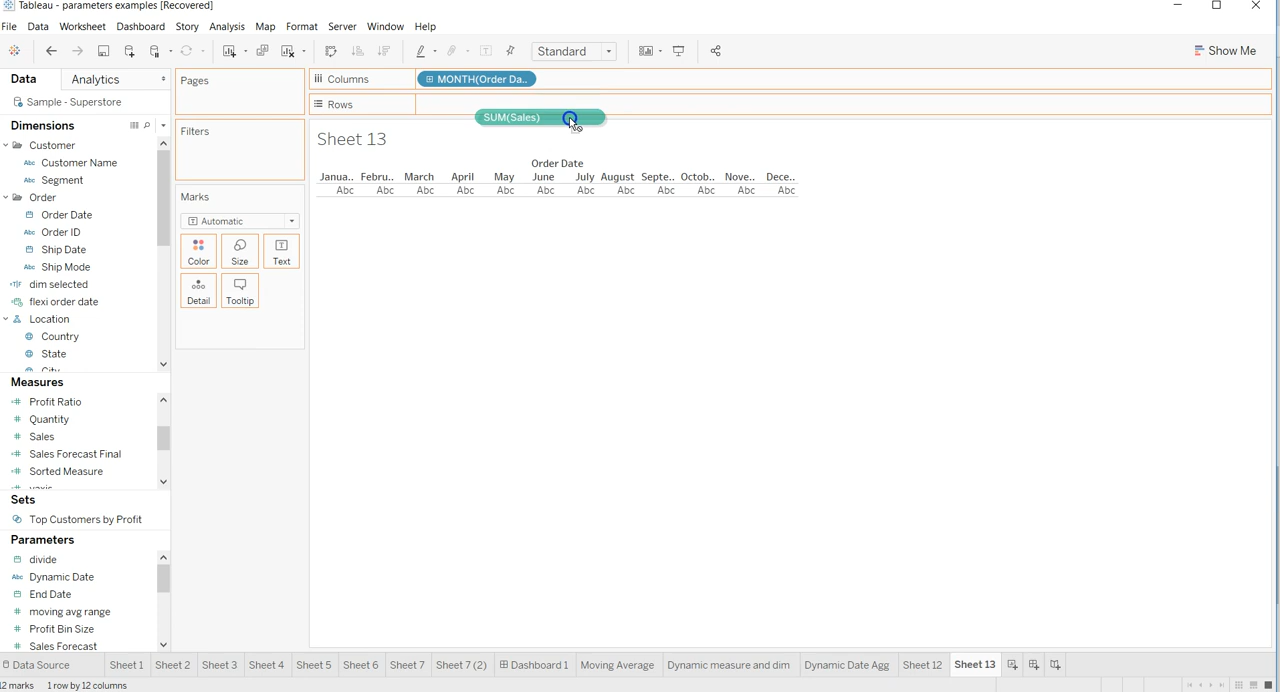 Tableau - parameters examples [Recovered]
File Data Worksheet Dashboard Story Analysis Map Format Server Window Help
Standard
Show Me
Data Analytics
Pages
Columns
MONTH(Order Da..
Sample - Superstore
Rows
Dimensions
Filters
SUM(Sales)
Sheet 13
Customer
Abc Customer Name
Abc Segment
Order
Order Date
Abc Order ID
Ship Date
Abc Ship Mode
dim selected
flexi order date
Location
Country
State
Marks
Automatic
Color Size Text
Detail Tooltip
Order Date
Janua.. Febru.. March April May June July August Septe.. Octob.. Nove.. Dece..
Abc Abc Abc Abc Abc Abc Abc Abc Abc Abc Abc Abc
Measures
# Profit Ratio
# Quantity
# Sales
# Sales Forecast Final
# Sorted Measure
Sets
Top Customers by Profit
Parameters
divide
Abc Dynamic Date
End Date
# moving avg range
# Profit Bin Size
# Sales Forecast
Data Source Sheet 1 Sheet 2 Sheet 3 Sheet 4 Sheet 5 Sheet 6 Sheet 7 Sheet 7 (2) Dashboard 1 Moving Average Dynamic measure and dim Dynamic Date Agg Sheet 12 Sheet 13
2 marks 1 row by 12 columns